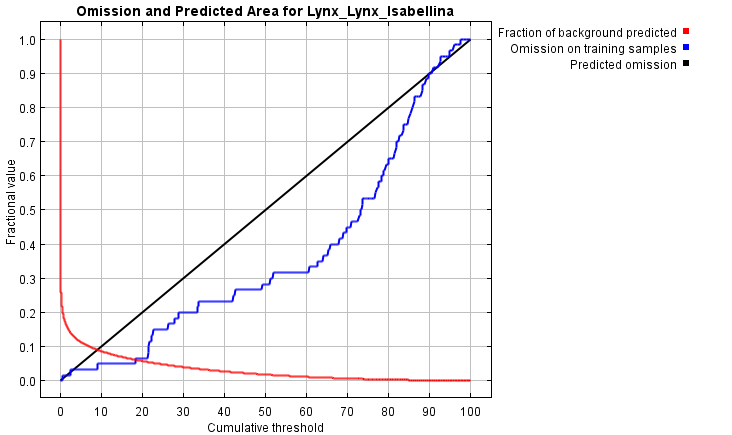 Omission and Predicted Area for Lynx_Lynx_Isabellina
Fraction of background predicted
Omission on training samples
Predicted omission
Fractional value
1.0
0.9
0.8
0.7
0.6
0.5
0.4
0.3
0.2
0.1
0.0
0 10 20 30 40 50 60 70 80 90 100
Cumulative threshold